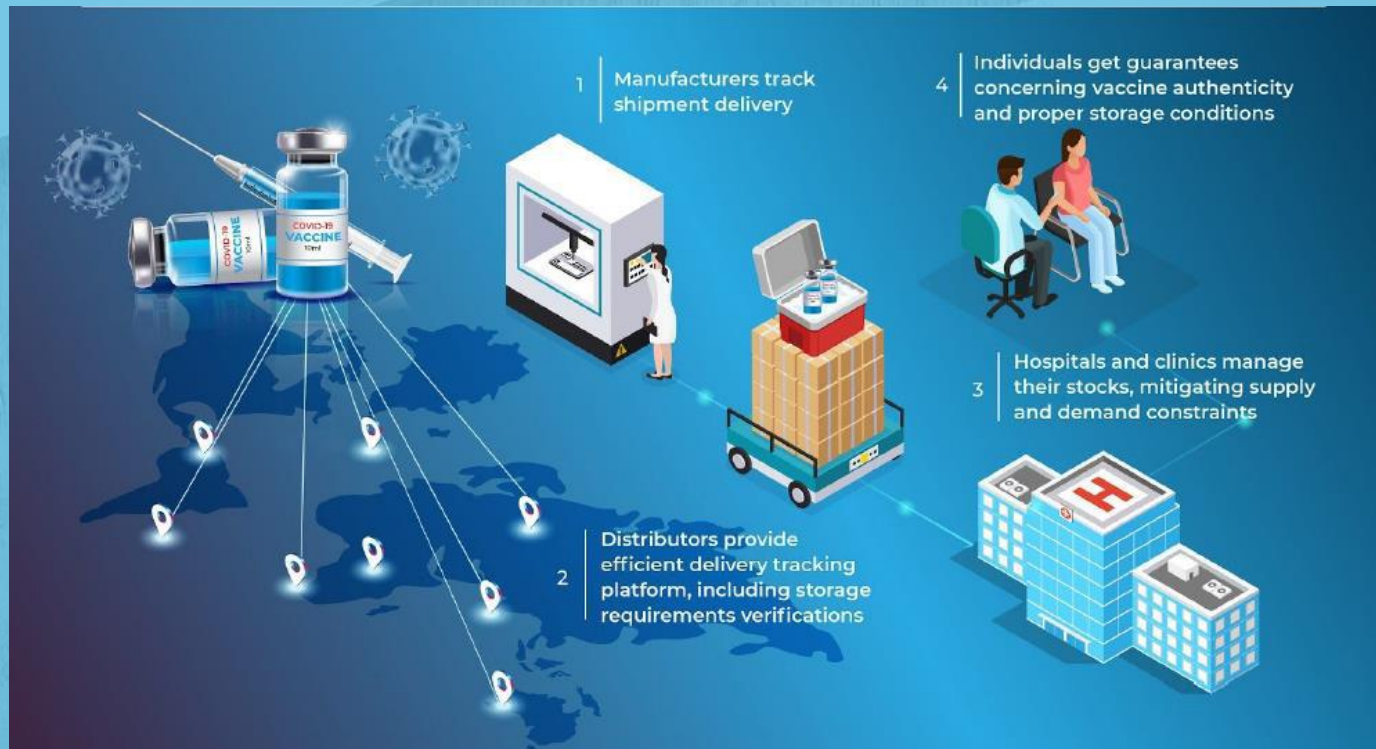 1
Manufacturers track
shipment delivery
4
Individuals get guarantees
concerning vaccine authenticity
and proper storage conditions
COVID-19
VACCINE
10ml
COVID-19
VACCINE
10ml
3
Hospitals and clinics manage
their stocks, mitigating supply
and demand constraints
H
2
Distributors provide
efficient delivery tracking
platform, including storage
requirements verifications